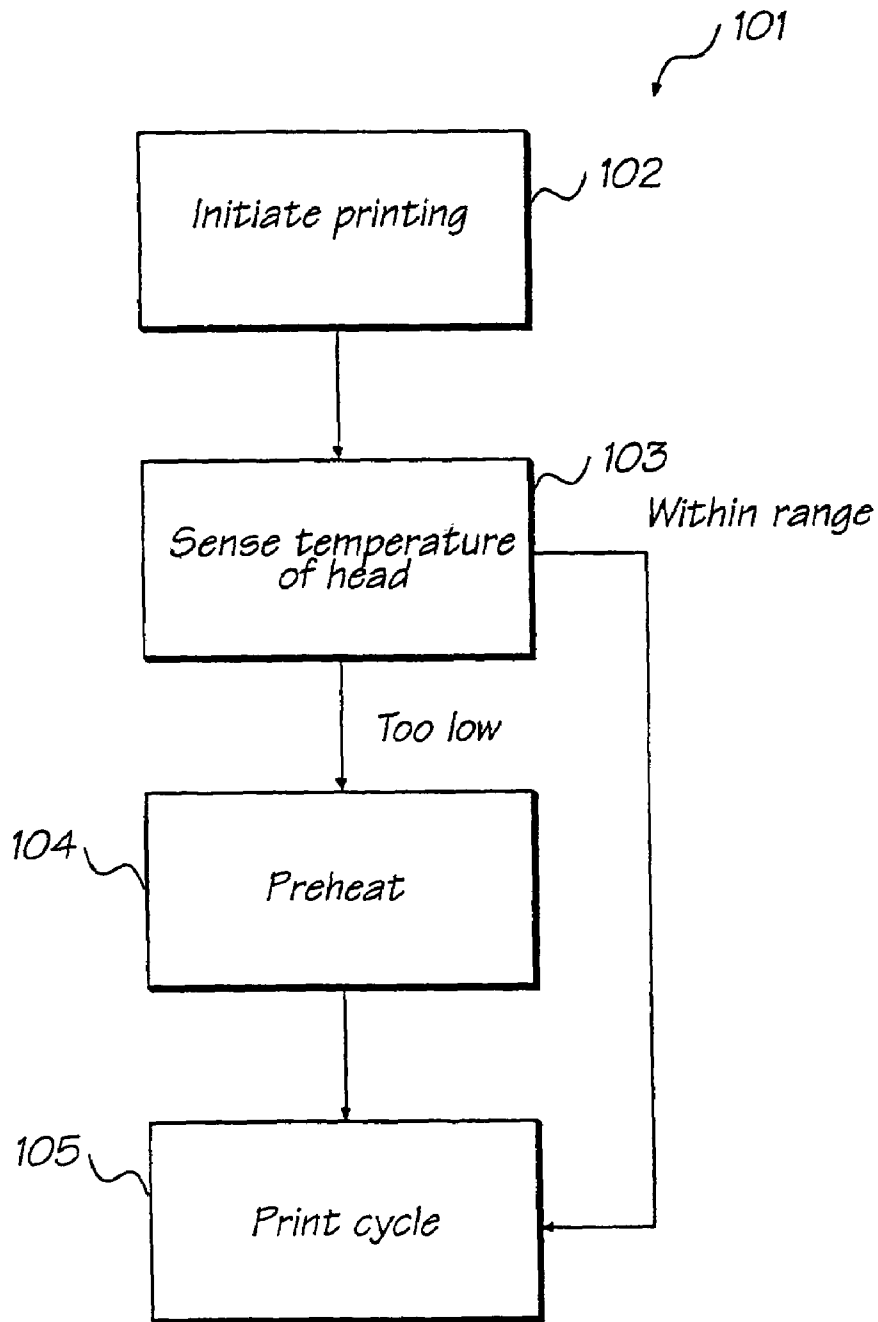 101
Initiate printing
102
103
Within range
Sense temperature
of head
Too low
104
Preheat
105
Print cycle